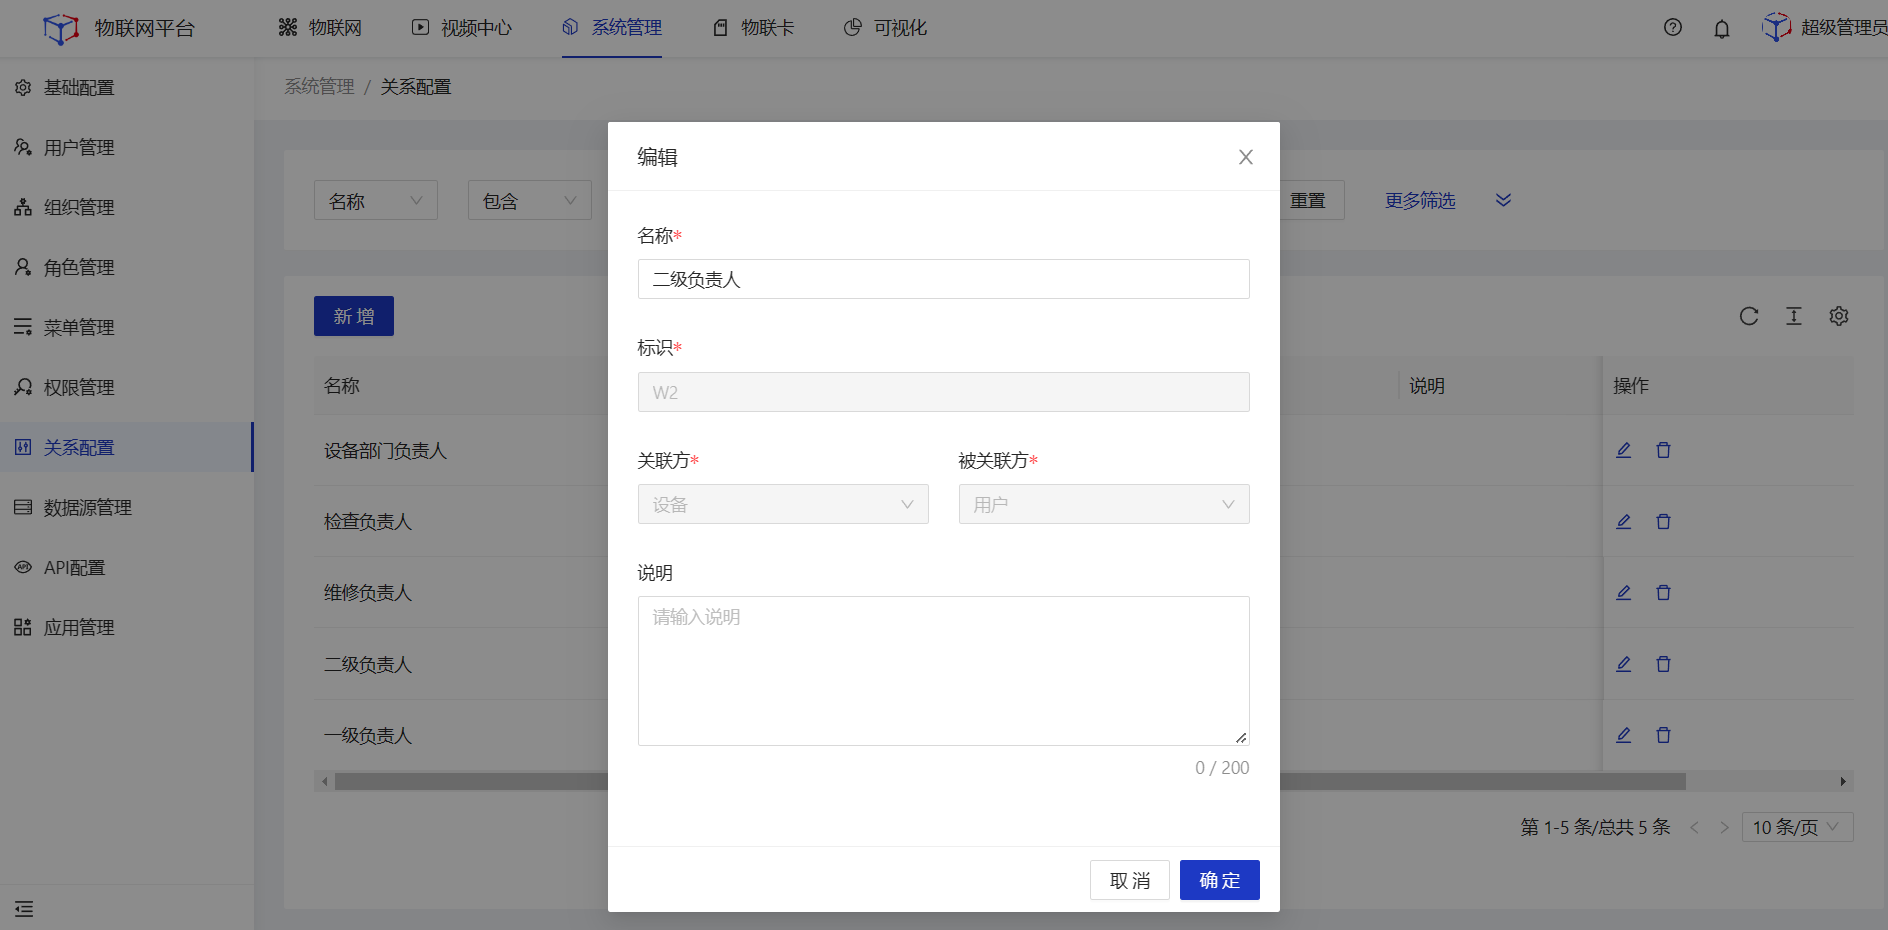 物联网平台
物联网
视频中心
系统管理
物联卡
可视化
超级管理员
基础配置
用户管理
组织管理
角色管理
菜单管理
权限管理
关系配置
数据源管理
API配置
应用管理
系统管理 / 关系配置
名称
包含
重置
更多筛选
新 增
名称
说明
操作
设备部门负责人
检查负责人
维修负责人
二级负责人
一级负责人
第 1-5 条/总共 5 条
10 条/页
编辑
名称*
二级负责人
标识*
W2
关联方*
被关联方*
设备
用户
说明
请输入说明
0 / 200
取 消
确 定